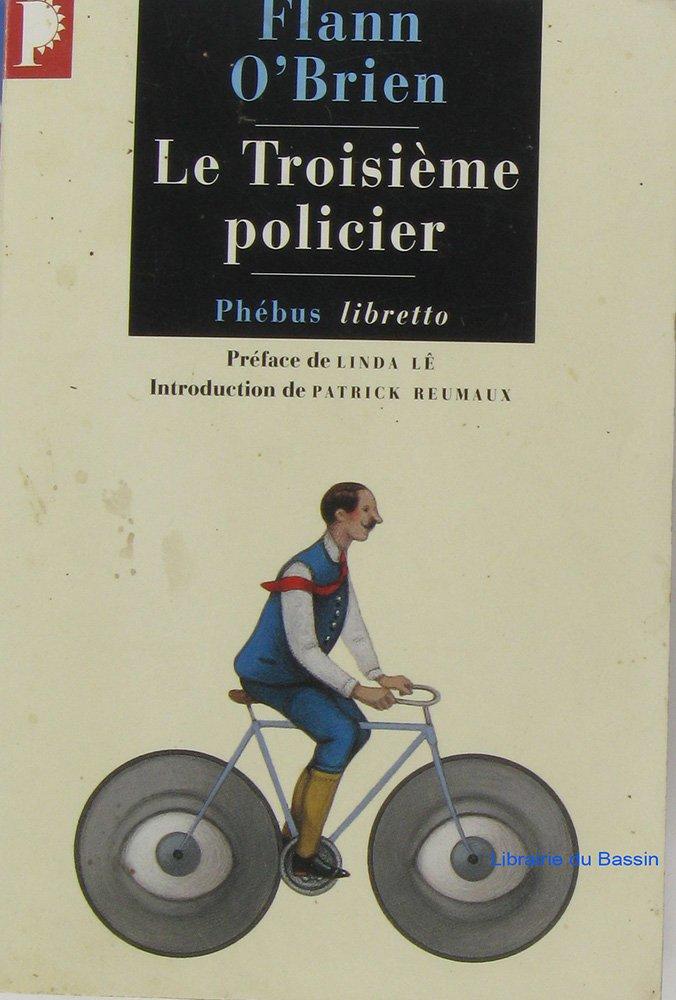 P
Flann
O'Brien
Le Troisième
policier
Phébus libretto
Préface de LINDA LÊ
Introduction de PATRICK REUMAUX
Librairie du Bassin